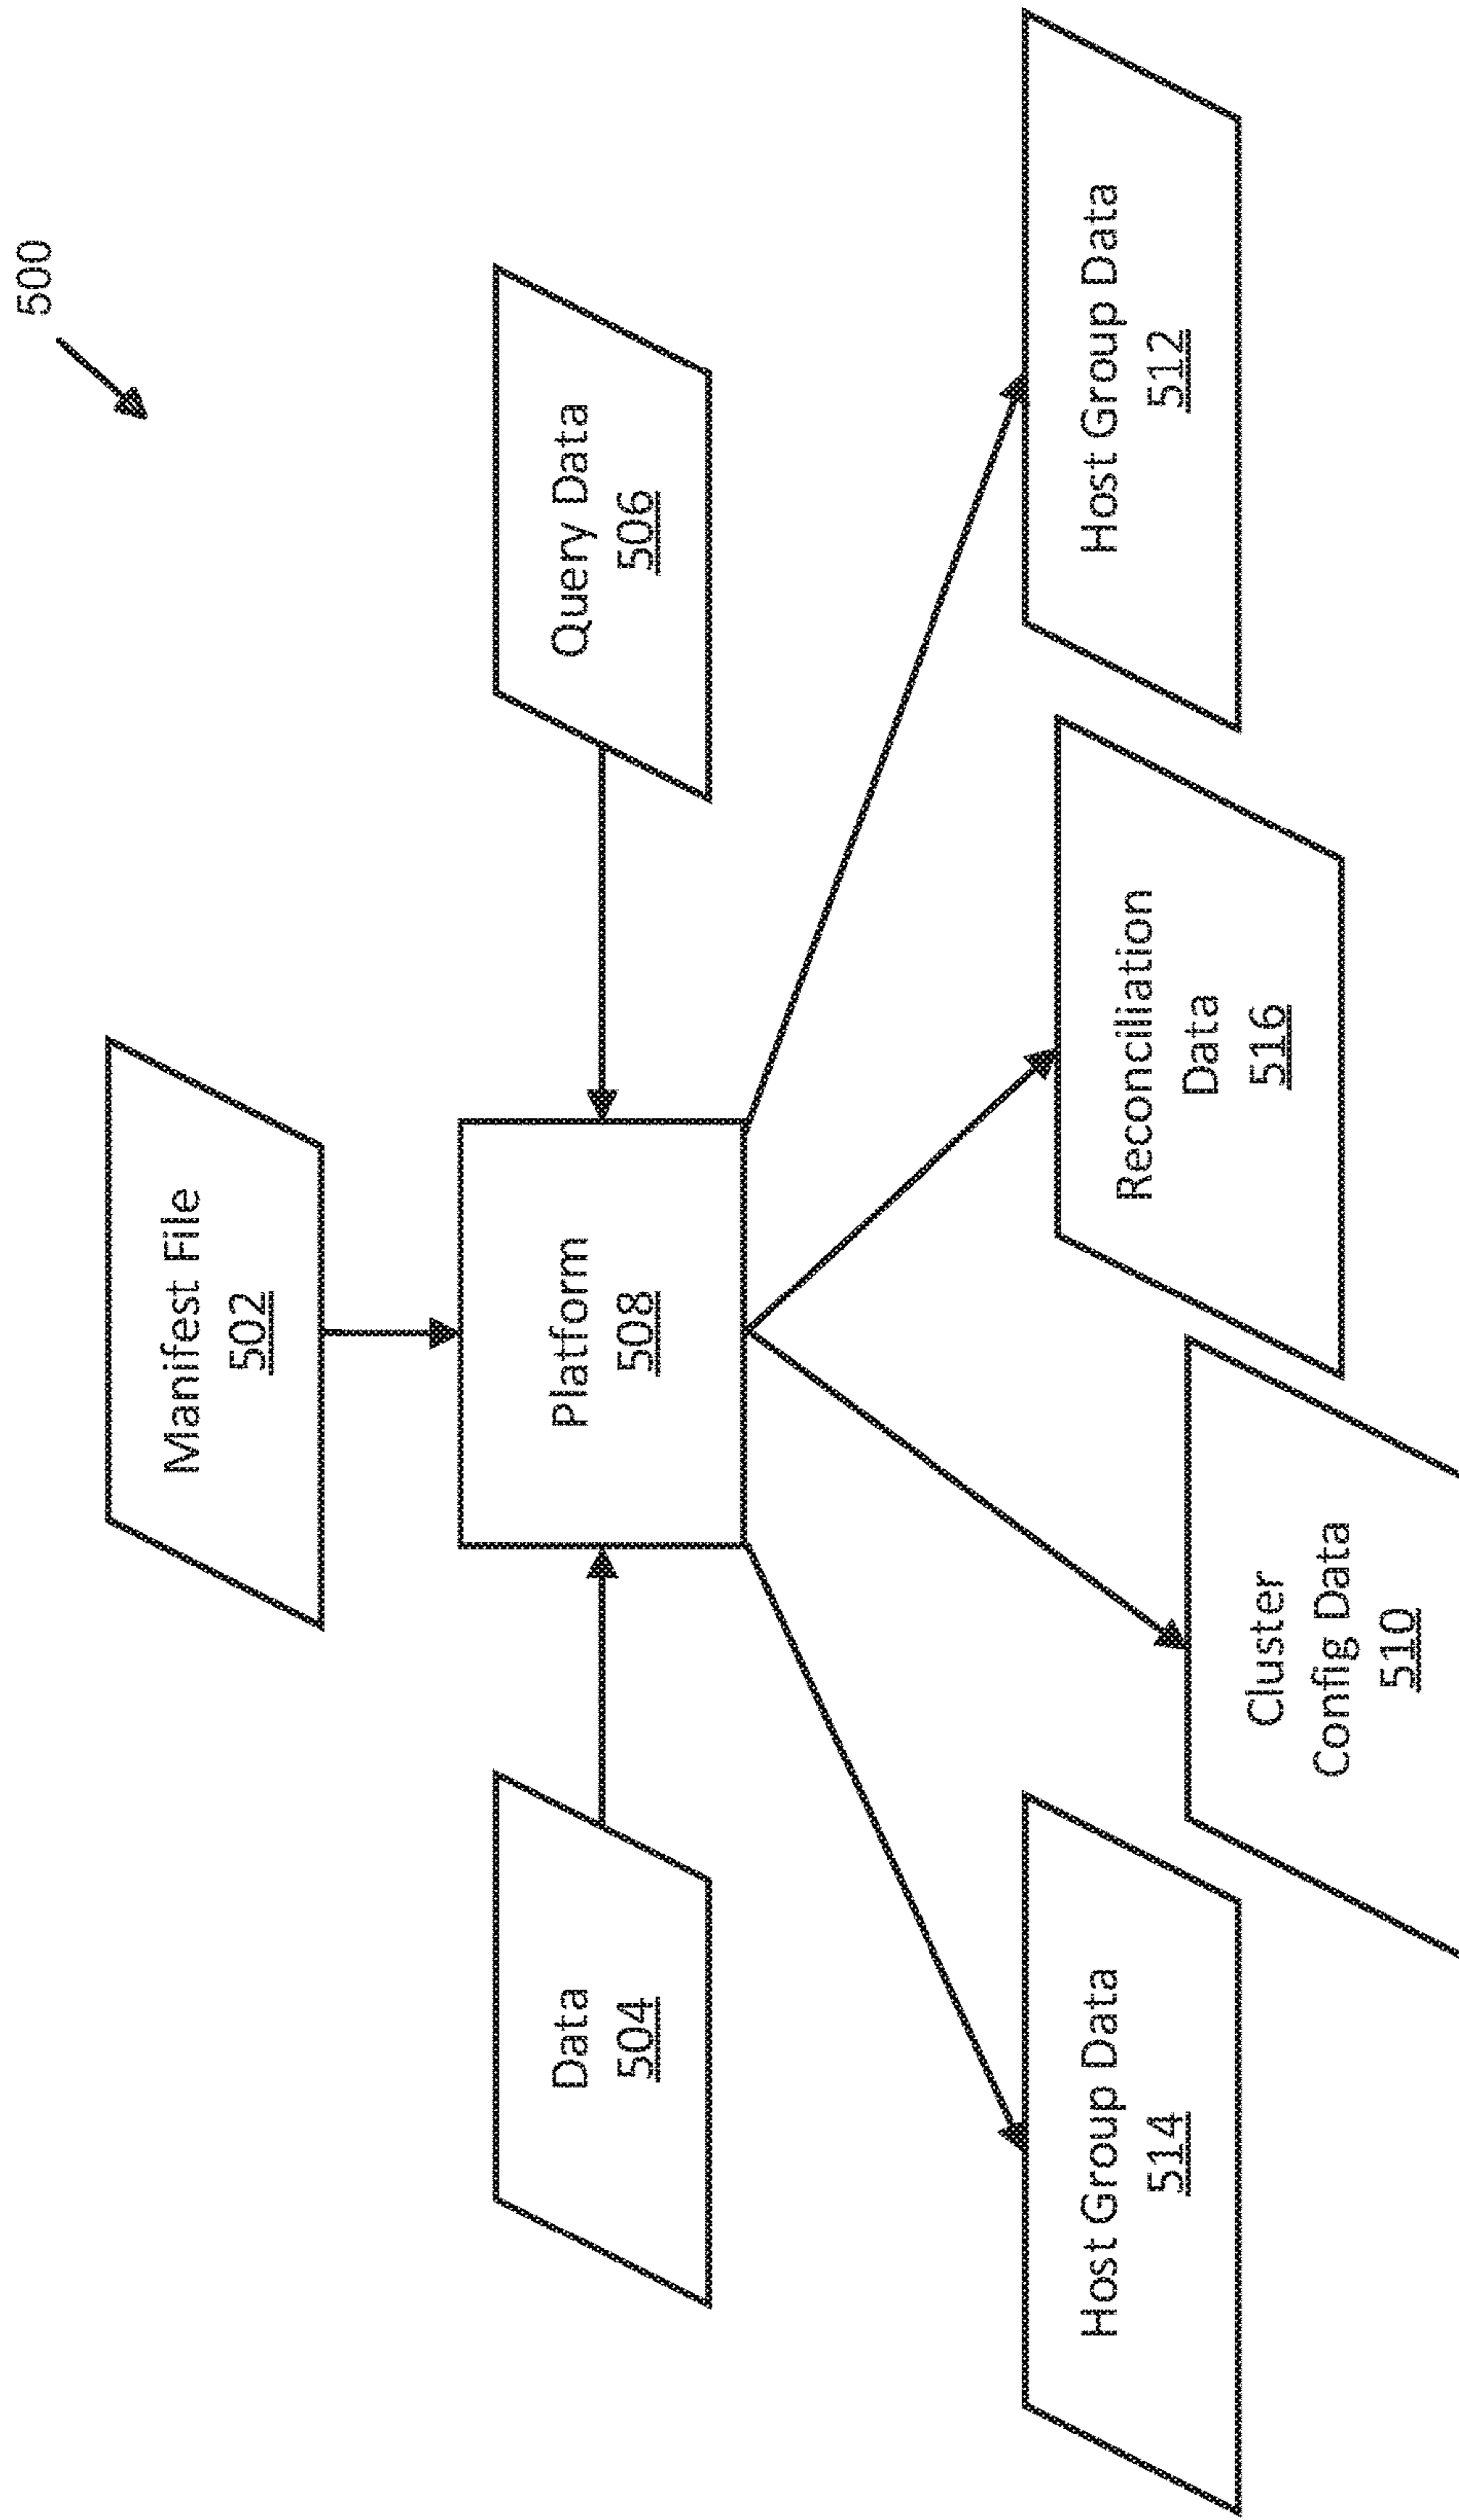 500
Manifest File
502
Data
504
Platform
508
Query Data
506
Host Group Data
514
Cluster
Config Data
510
Reconciliation
Data
516
Host Group Data
512